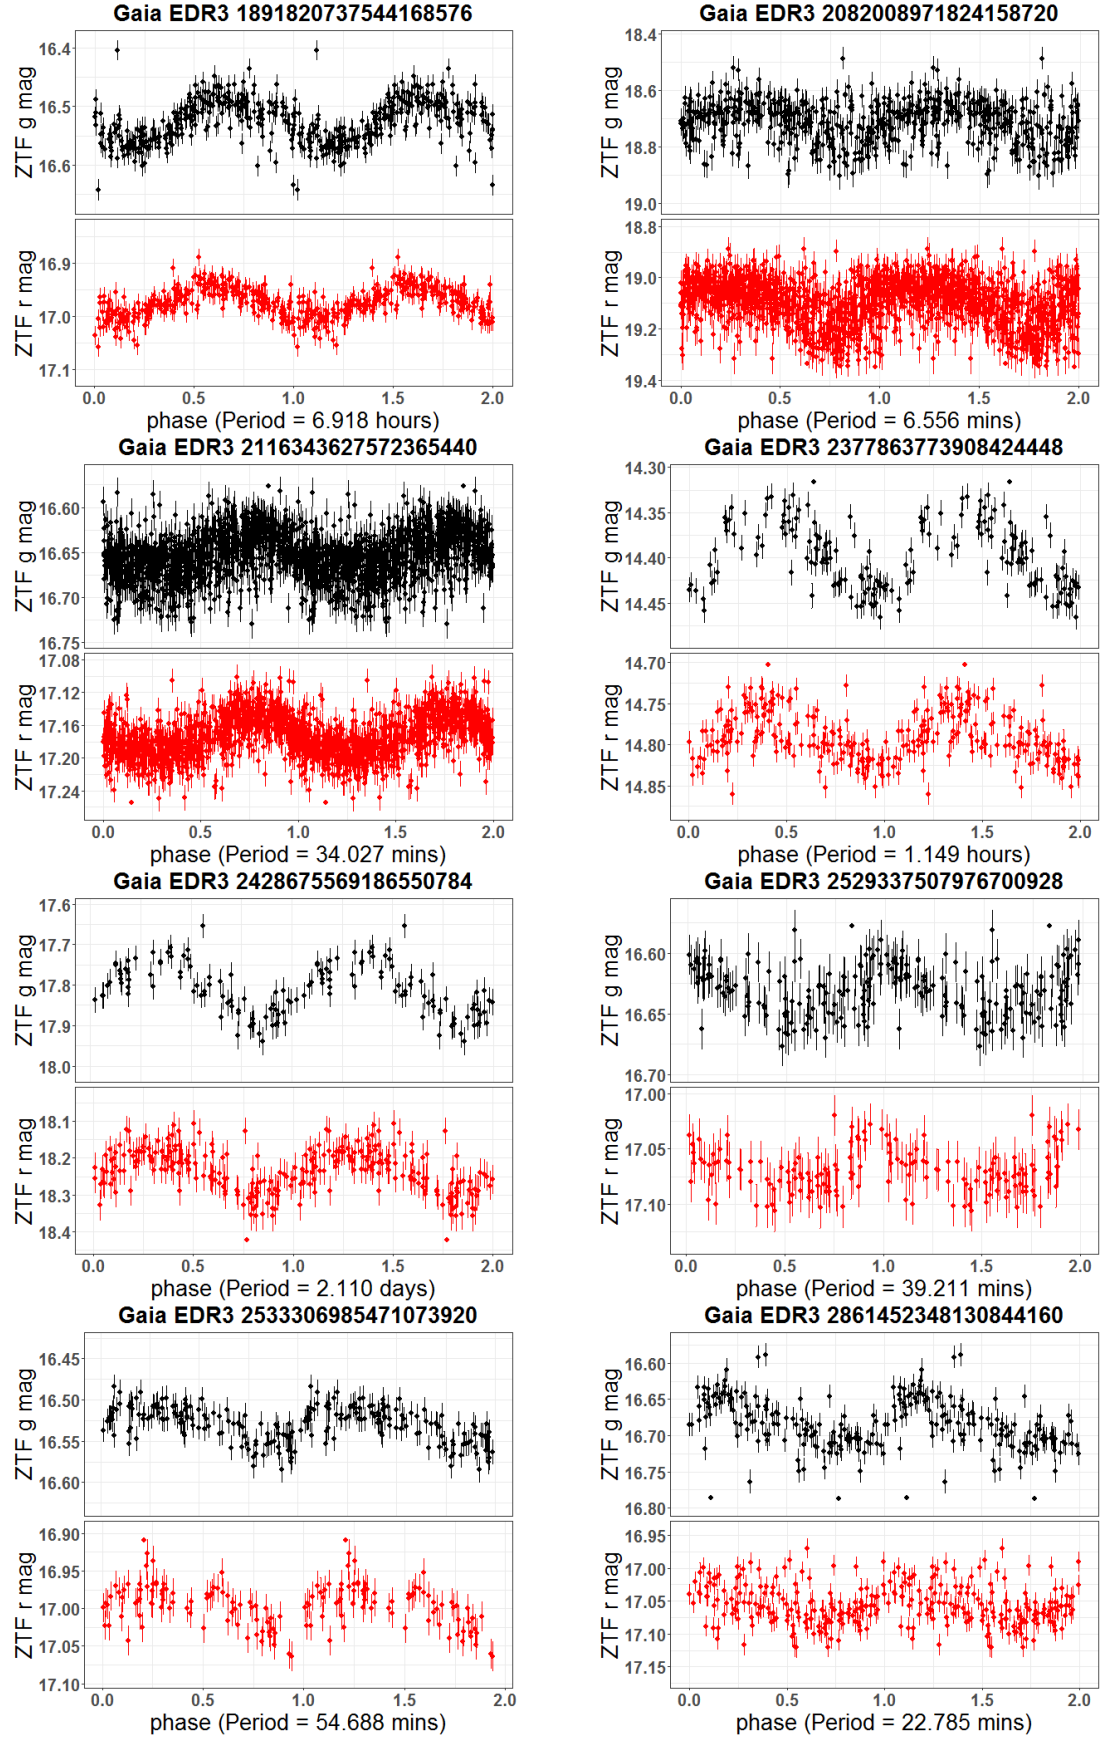 Gaia EDR3 1891820737544168576
16.4
16.5
16.6
ZTF g mag
16.9
17.0
17.1
ZTF r mag
0.0 0.5 1.0 1.5 2.0
phase (Period = 6.918 hours)
Gaia EDR3 2082008971824158720
18.4
18.6
18.8
19.0
ZTF g mag
18.8
19.0
19.2
19.4
ZTF r mag
0.0 0.5 1.0 1.5 2.0
phase (Period = 6.556 mins)
Gaia EDR3 2116343627572365440
16.60
16.65
16.70
16.75
ZTF g mag
17.08
17.12
17.16
17.20
17.24
ZTF r mag
0.0 0.5 1.0 1.5 2.0
phase (Period = 34.027 mins)
Gaia EDR3 2377863773908424448
14.30
14.35
14.40
14.45
ZTF g mag
14.70
14.75
14.80
14.85
ZTF r mag
0.0 0.5 1.0 1.5 2.0
phase (Period = 1.149 hours)
Gaia EDR3 2428675569186550784
17.6
17.7
17.8
17.9
18.0
ZTF g mag
18.1
18.2
18.3
18.4
ZTF r mag
0.0 0.5 1.0 1.5 2.0
phase (Period = 2.110 days)
Gaia EDR3 2529337507976700928
16.60
16.65
16.70
ZTF g mag
17.00
17.05
17.10
ZTF r mag
0.0 0.5 1.0 1.5 2.0
phase (Period = 39.211 mins)
Gaia EDR3 2533306985471073920
16.45
16.50
16.55
16.60
ZTF g mag
16.90
16.95
17.00
17.05
17.10
ZTF r mag
0.0 0.5 1.0 1.5 2.0
phase (Period = 54.688 mins)
Gaia EDR3 2861452348130844160
16.60
16.65
16.70
16.75
16.80
ZTF g mag
16.95
17.00
17.05
17.10
17.15
ZTF r mag
0.0 0.5 1.0 1.5 2.0
phase (Period = 22.785 mins)